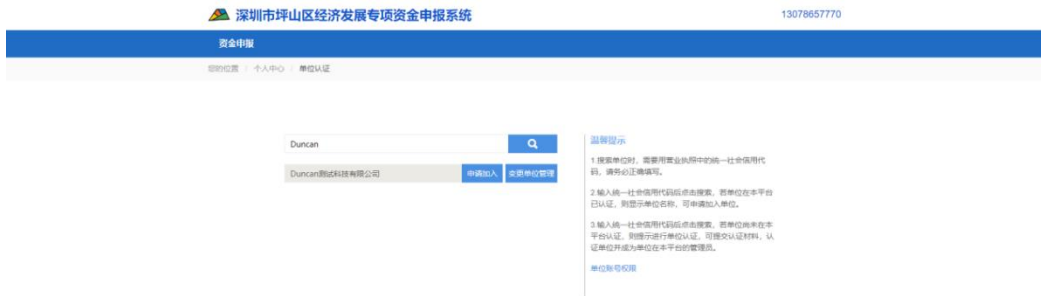 深圳市坪山区经济发展专项资金申报系统
13078657770
资金申报
您的位置 | 个人中心 | 单位认证
Duncan
Duncan测试科技有限公司
申请加入
变更单位管理
温馨提示
1.搜索单位时，需要用营业执照中的统一社会信用代
码，请务必正确填写。
2.输入统一社会信用代码后点击搜索，若单位在本平台
已认证，则显示单位名称，可申请加入单位。
3.输入统一社会信用代码后点击搜索，若单位尚未在本
平台认证，则提示进行单位认证，可提交认证材料，认
证单位并成为单位在本平台的管理员。
单位账号权限